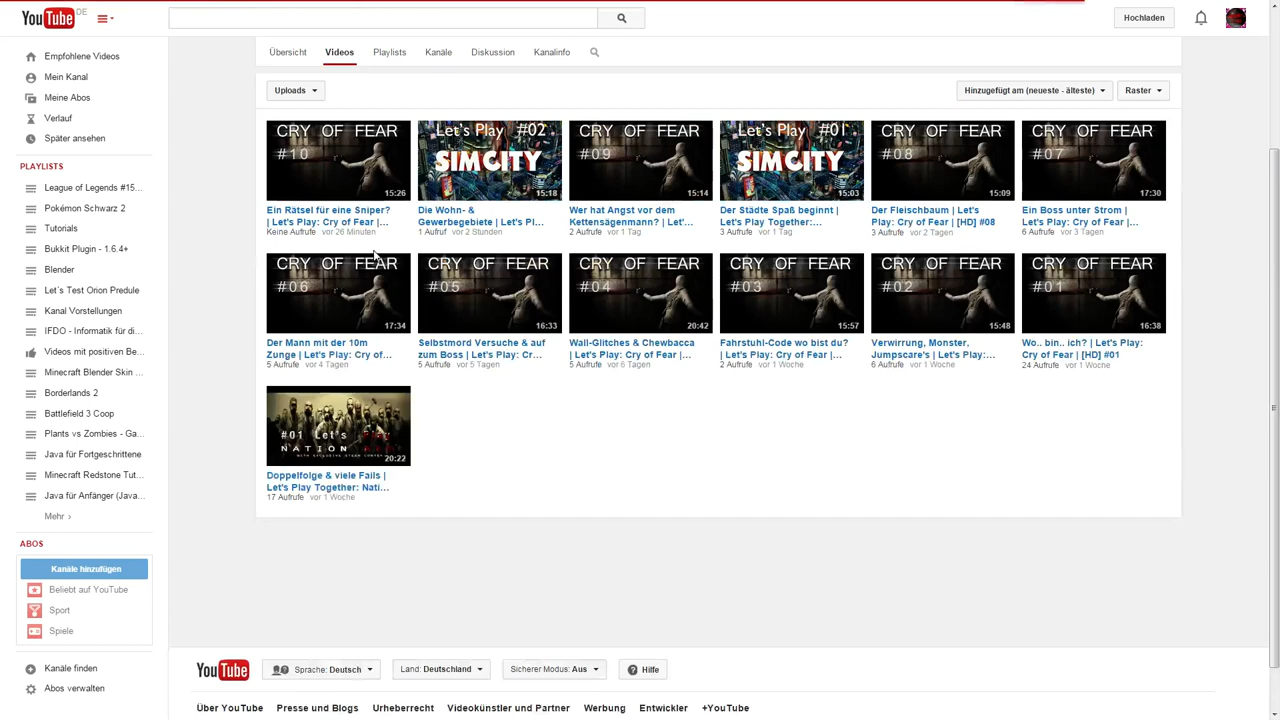 YouTube DE
Hochladen
Empfohlene Videos
Mein Kanal
Meine Abos
Verlauf
Später ansehen
PLAYLISTS
League of Legends #15...
Pokémon Schwarz 2
Tutorials
Bukkit Plugin - 1.6.4+
Blender
Let´s Test Orion Predule
Kanal Vorstellungen
IFDO - Informatik für di...
Videos mit positiven Be...
Minecraft Blender Skin ...
Borderlands 2
Battlefield 3 Coop
Plants vs Zombies - Ga...
Java für Fortgeschrittene
Minecraft Redstone Tut...
Java für Anfänger (Java...
Mehr ›
ABOS
Kanäle hinzufügen
Beliebt auf YouTube
Sport
Spiele
Kanäle finden
Abos verwalten
Übersicht Videos Playlists Kanäle Diskussion Kanalinfo
Uploads
Hinzugefügt am (neueste - älteste)
Raster
CRY OF FEAR
#10
15:26
Ein Rätsel für eine Sniper?
| Let's Play: Cry of Fear |...
Keine Aufrufe vor 26 Minuten
Let's Play #02
SIMCITY
15:18
Die Wohn- &
Gewerbegebiete | Let's Pl...
1 Aufruf vor 2 Stunden
CRY OF FEAR
#09
15:14
Wer hat Angst vor dem
Kettensägenmann? | Let'...
2 Aufrufe vor 1 Tag
Let's Play #01
SIMCITY
15:03
Der Städte Spaß beginnt |
Let's Play Together:...
3 Aufrufe vor 1 Tag
CRY OF FEAR
#08
15:09
Der Fleischbaum | Let's
Play: Cry of Fear | [HD] #08
3 Aufrufe vor 2 Tagen
CRY OF FEAR
#07
17:30
Ein Boss unter Strom |
Let's Play: Cry of Fear |...
6 Aufrufe vor 3 Tagen
CRY OF FEAR
#06
17:34
Der Mann mit der 10m
Zunge | Let's Play: Cry of...
5 Aufrufe vor 4 Tagen
CRY OF FEAR
#05
16:33
Selbstmord Versuche & auf
zum Boss | Let's Play: Cr...
5 Aufrufe vor 5 Tagen
CRY OF FEAR
#04
20:42
Wall-Glitches & Chewbacca
| Let's Play: Cry of Fear |...
5 Aufrufe vor 6 Tagen
CRY OF FEAR
#03
15:57
Fahrstuhl-Code wo bist du?
| Let's Play: Cry of Fear |...
2 Aufrufe vor 1 Woche
CRY OF FEAR
#02
15:48
Verwirrung, Monster,
Jumpscare's | Let's Play:...
6 Aufrufe vor 1 Woche
CRY OF FEAR
#01
16:38
Wo.. bin.. ich? | Let's Play:
Cry of Fear | [HD] #01
24 Aufrufe vor 1 Woche
#01 Let's Play
NATION
20:22
Doppelfolge & viele Fails |
Let's Play Together: Nati...
17 Aufrufe vor 1 Woche
YouTube
Sprache: Deutsch
Land: Deutschland
Sicherer Modus: Aus
Hilfe
Über YouTube Presse und Blogs Urheberrecht Videokünstler und Partner Werbung Entwickler +YouTube